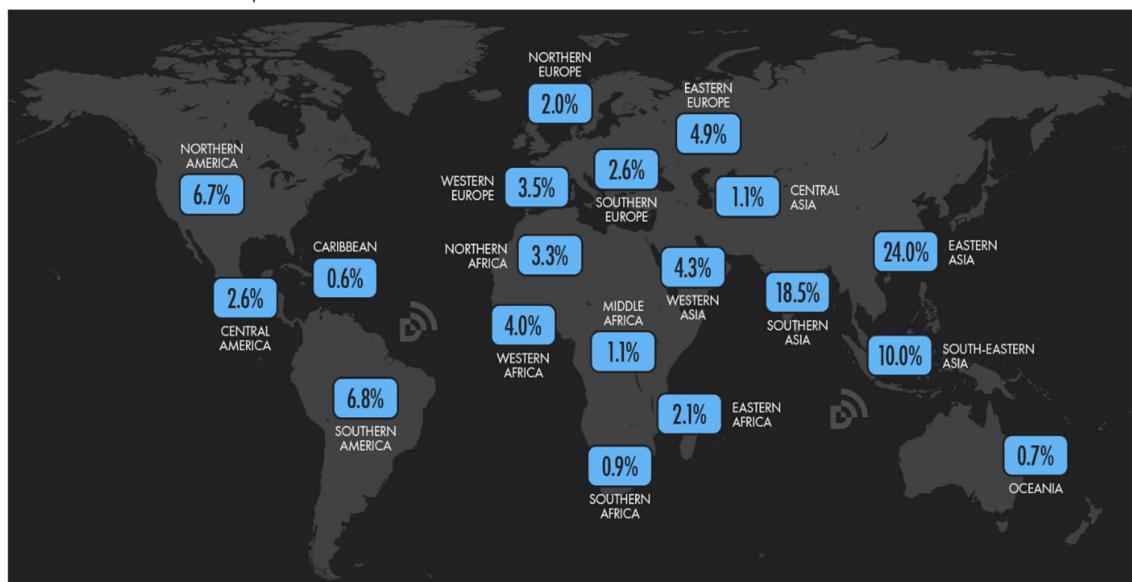 NORTHERN
EUROPE
2.0%
EASTERN
EUROPE
4.9%
NORTHERN
AMERICA
6.7%
WESTERN
EUROPE
3.5%
2.6%
SOUTHERN
EUROPE
1.1%
CENTRAL
ASIA
CARIBBEAN
0.6%
NORTHERN
AFRICA
3.3%
24.0%
EASTERN
ASIA
2.6%
CENTRAL
AMERICA
4.3%
WESTERN
ASIA
18.5%
SOUTHERN
ASIA
4.0%
WESTERN
AFRICA
MIDDLE
AFRICA
1.1%
10.0%
SOUTH-EASTERN
ASIA
6.8%
SOUTHERN
AMERICA
2.1%
EASTERN
AFRICA
0.9%
SOUTHERN
AFRICA
0.7%
OCEANIA